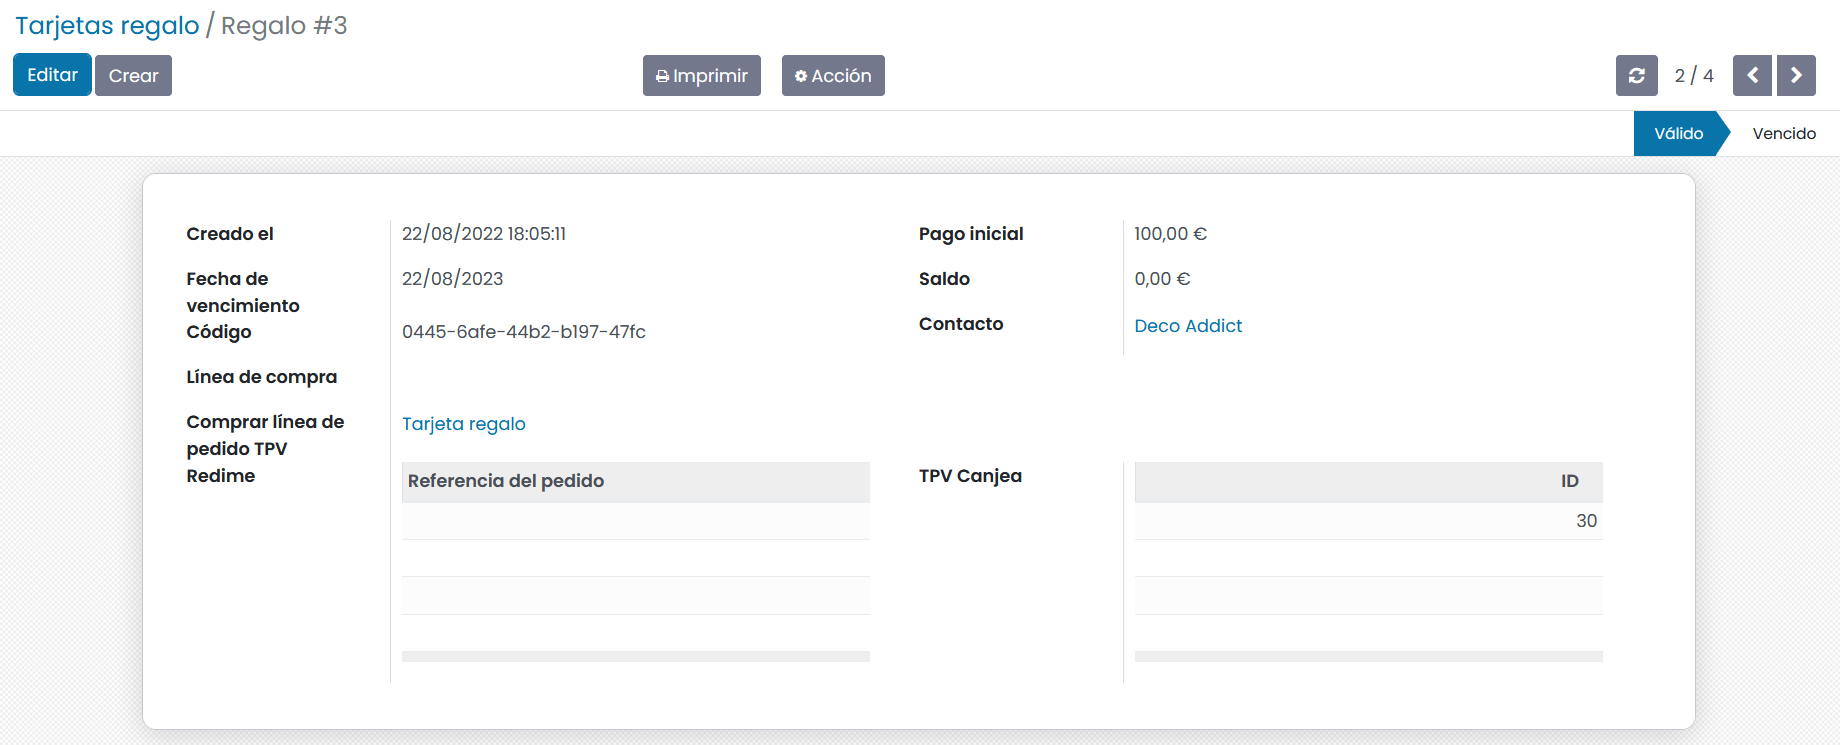 Tarjetas regalo / Regalo #3
Editar Crear Imprimir Acción 2 / 4
Válido Vencido
Creado el 22/08/2022 18:05:11
Fecha de vencimiento 22/08/2023
Código 0445-6afe-44b2-b197-47fc
Línea de compra
Comprar línea de pedido TPV Tarjeta regalo
Pago inicial 100,00 €
Saldo 0,00 €
Contacto Deco Addict
Redime
Referencia del pedido
TPV Canjea
ID
30